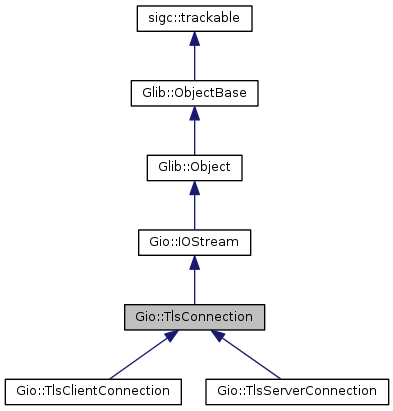 sigc::trackable
Glib::ObjectBase
Glib::Object
Gio::IOStream
Gio::TlsConnection
Gio::TlsClientConnection
Gio::TlsServerConnection